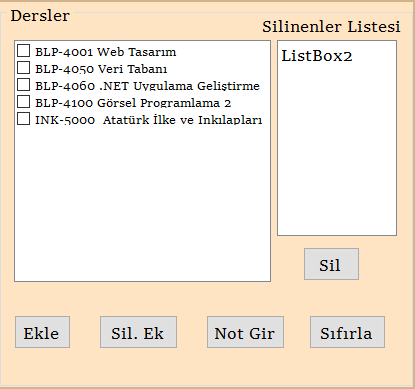 Dersler
Silinenler Listesi
BLP-4001 Web Tasarım
BLP-4050 Veri Tabanı
BLP-4060 .NET Uygulama Geliştirme
BLP-4100 Görsel Programlama 2
INK-5000  Atatürk İlke ve Inkılapları
ListBox2
Sil
Ekle
Sil. Ek
Not Gir
Sıfırla